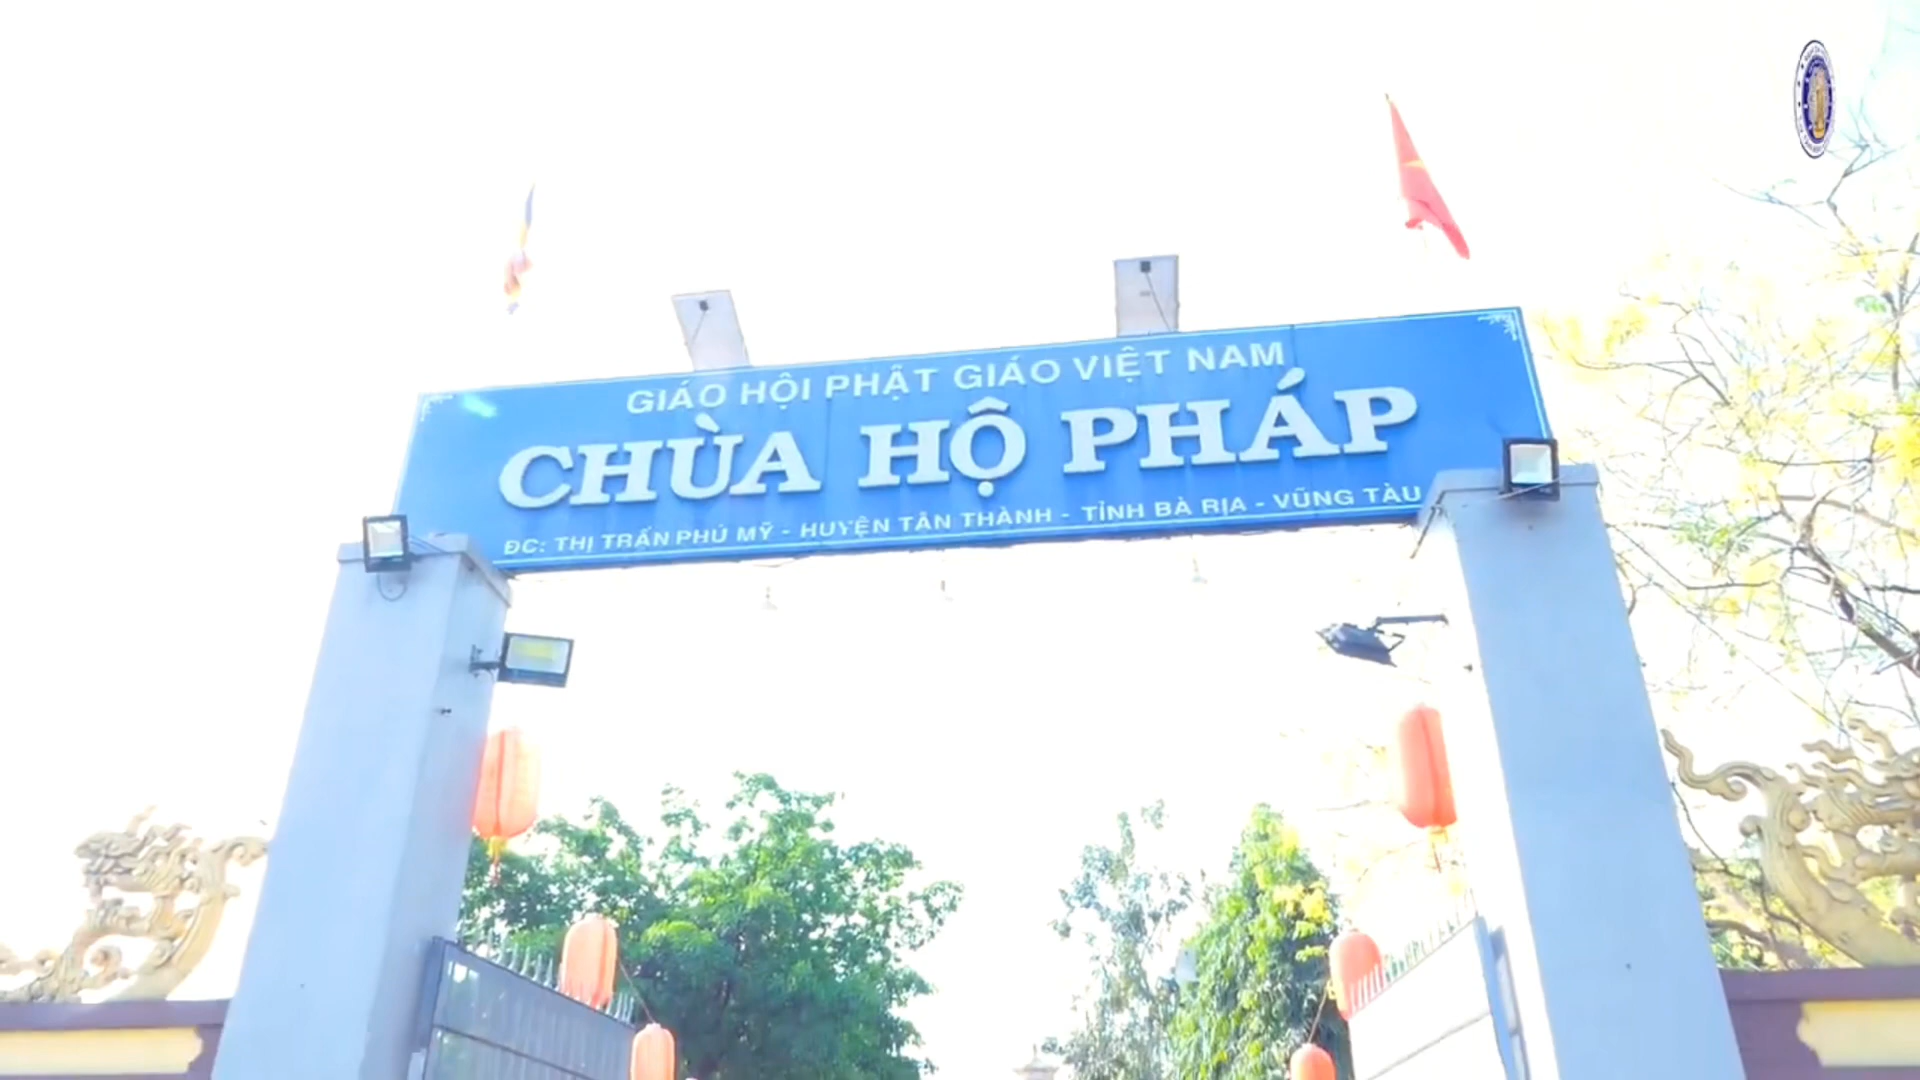 GIÁO HỘI PHẬT GIÁO VIỆT NAM
CHÙA HỘ PHÁP
ĐC: THỊ TRẤN PHÚ MỸ - HUYỆN TÂN THÀNH - TỈNH BÀ RỊA - VŨNG TÀU